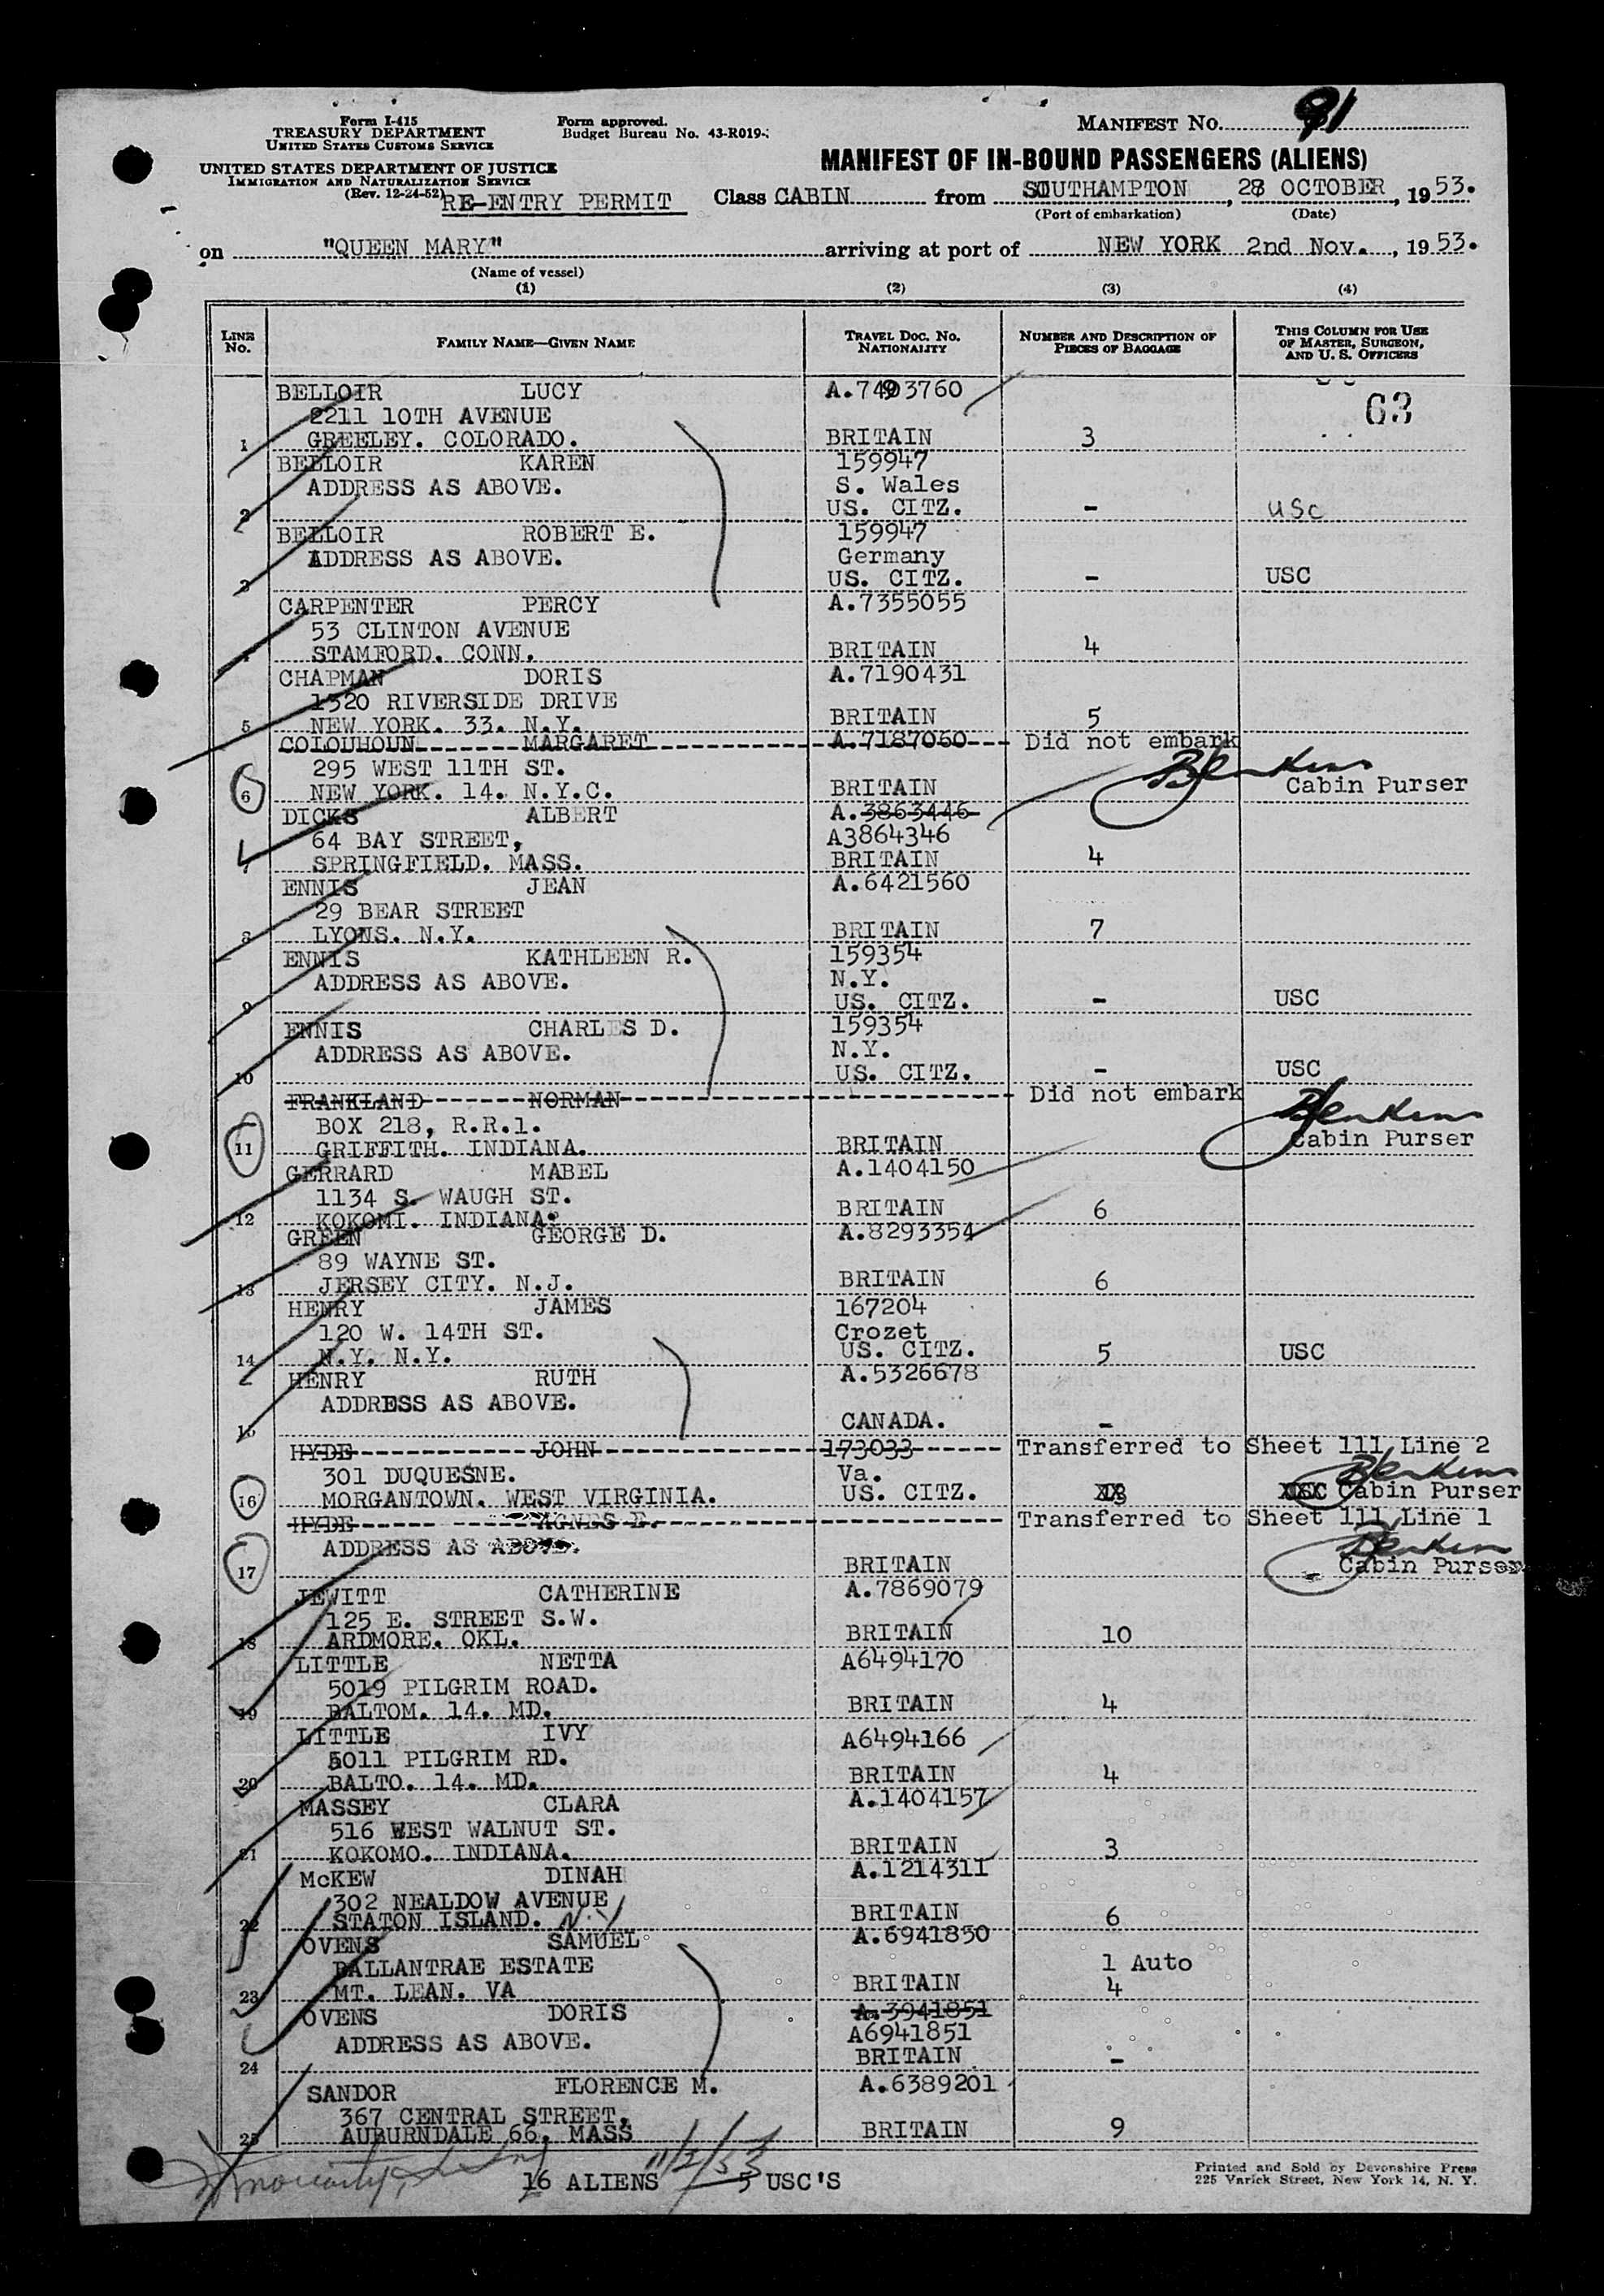 Form I-415
TREASURY DEPARTMENT
UNITED STATES CUSTOMS SERVICE
Form approved.
Budget Bureau No. 43-R019-
MANIFEST NO. 91
UNITED STATES DEPARTMENT OF JUSTICE
IMMIGRATION AND NATURALIZATION SERVICE
(Rev. 12-24-52)
MANIFEST OF IN-BOUND PASSENGERS (ALIENS)
RE-ENTRY PERMIT Class CABIN from SOUTHAMPTON, 28 OCTOBER, 1953.
(Port of embarkation) (Date)
on "QUEEN MARY" arriving at port of NEW YORK 2nd Nov., 1953.
(Name of vessel)
(1) (2) (3) (4)
LINE NO. FAMILY NAME—GIVEN NAME TRAVEL DOC. NO. NATIONALITY NUMBER AND DESCRIPTION OF PIECES OF BAGGAGE THIS COLUMN FOR USE OF MASTER, SURGEON, AND U. S. OFFICERS
BELLOIR LUCY A.7493760
63
2211 10TH AVENUE
1 GREELEY. COLORADO. BRITAIN 3
BELLOIR KAREN 159947
ADDRESS AS ABOVE. S. Wales
2 US. CITZ. - USC
BELLOIR ROBERT E. 159947
ADDRESS AS ABOVE. Germany
3 US. CITZ. - USC
CARPENTER PERCY A.7355055
53 CLINTON AVENUE
4 STAMFORD. CONN. BRITAIN 4
CHAPMAN DORIS A.7190431
1320 RIVERSIDE DRIVE
5 NEW YORK. 33. N.Y. BRITAIN 5
COLOUHOUN MARGARET A.7187060 Did not embark
295 WEST 11TH ST.
6 NEW YORK. 14. N.Y.C. BRITAIN Cabin Purser
DICKS ALBERT A.3863446
64 BAY STREET, A3864346
7 SPRINGFIELD. MASS. BRITAIN 4
ENNIS JEAN A.6421560
29 BEAR STREET
8 LYONS. N.Y. BRITAIN 7
ENNIS KATHLEEN R. 159354
ADDRESS AS ABOVE. N.Y.
9 US. CITZ. - USC
ENNIS CHARLES D. 159354
ADDRESS AS ABOVE. N.Y.
10 US. CITZ. - USC
FRANKLAND NORMAN Did not embark
BOX 218, R.R.1.
11 GRIFFITH. INDIANA. BRITAIN Cabin Purser
GERRARD MABEL A.1404150
1134 S. WAUGH ST.
12 KOKOMI. INDIANA. BRITAIN 6
GREEN GEORGE D. A.8293354
89 WAYNE ST.
13 JERSEY CITY. N.J. BRITAIN 6
HENRY JAMES 167204
120 W. 14TH ST. Crozet
14 N.Y. N.Y. US. CITZ. 5 USC
HENRY RUTH A.5326678
ADDRESS AS ABOVE.
15 CANADA. -
HYDE JOHN 173033 Transferred to Sheet 111 Line 2
301 DUQUESNE. Va.
16 MORGANTOWN. WEST VIRGINIA. US. CITZ. Cabin Purser
HYDE AGNES E. Transferred to Sheet 111 Line 1
ADDRESS AS ABOVE.
17 BRITAIN Cabin Purser
JEWITT CATHERINE A.7869079
125 E. STREET S.W.
18 ARDMORE. OKL. BRITAIN 10
LITTLE NETTA A6494170
5019 PILGRIM ROAD.
19 BALTOM. 14. MD. BRITAIN 4
LITTLE IVY A6494166
5011 PILGRIM RD.
20 BALTO. 14. MD. BRITAIN 4
MASSEY CLARA A.1404157
516 WEST WALNUT ST.
21 KOKOMO. INDIANA. BRITAIN 3
McKEW DINAH A.1214311
302 NEALDOW AVENUE
22 STATON ISLAND. N.Y BRITAIN 6
OVENS SAMUEL A.6941850
BALLANTRAE ESTATE 1 Auto
23 MT. LEAN. VA BRITAIN 4
OVENS DORIS A.3941851
ADDRESS AS ABOVE. A6941851
24 BRITAIN -
SANDOR FLORENCE M. A.6389201
367 CENTRAL STREET,
25 AUBURNDALE 66. MASS BRITAIN 9
11/2/53
16 ALIENS 5 USC'S
Printed and Sold by Devonshire Press
225 Varick Street, New York 14, N. Y.